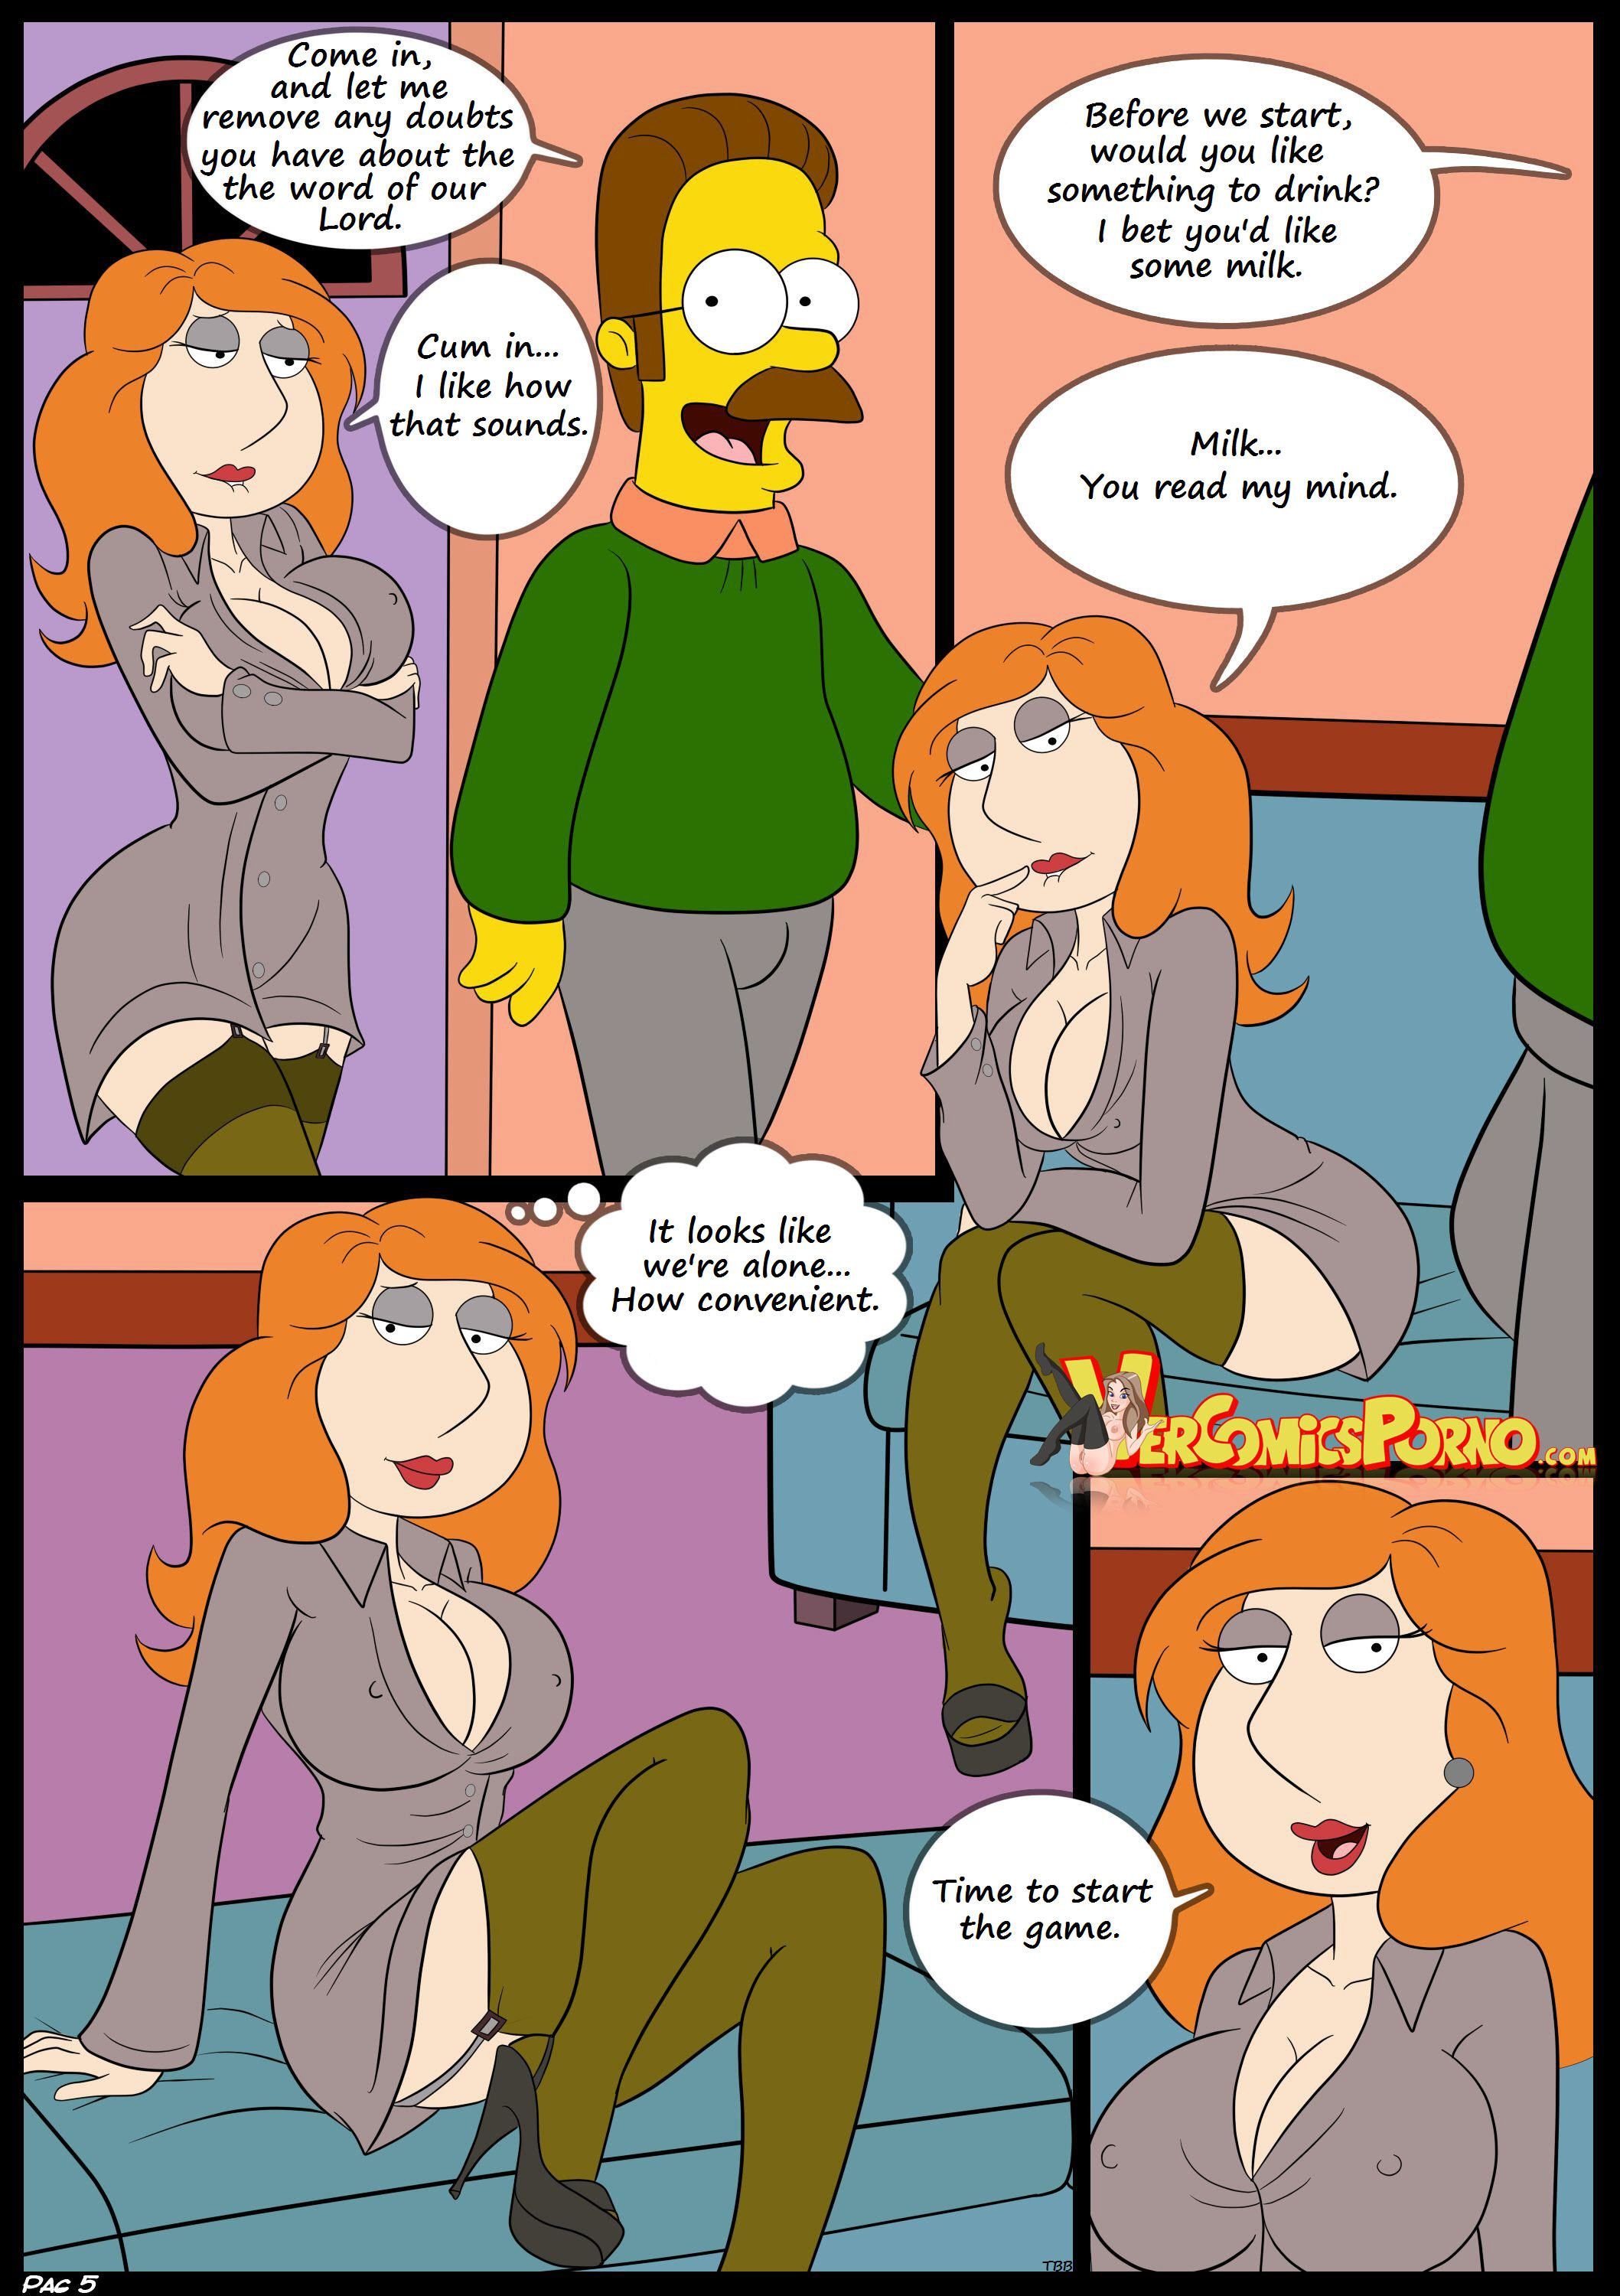 Come in,
and let me
remove any doubts
you have about the
the word of our
Lord.
Cum in...
I like how
that sounds.
Before we start,
would you like
something to drink?
I bet you'd like
some milk.
Milk...
You read my mind.
It looks like
we're alone...
How convenient.
VERCOMICSPORNO.COM
Time to start
the game.
TBB
PAG 5